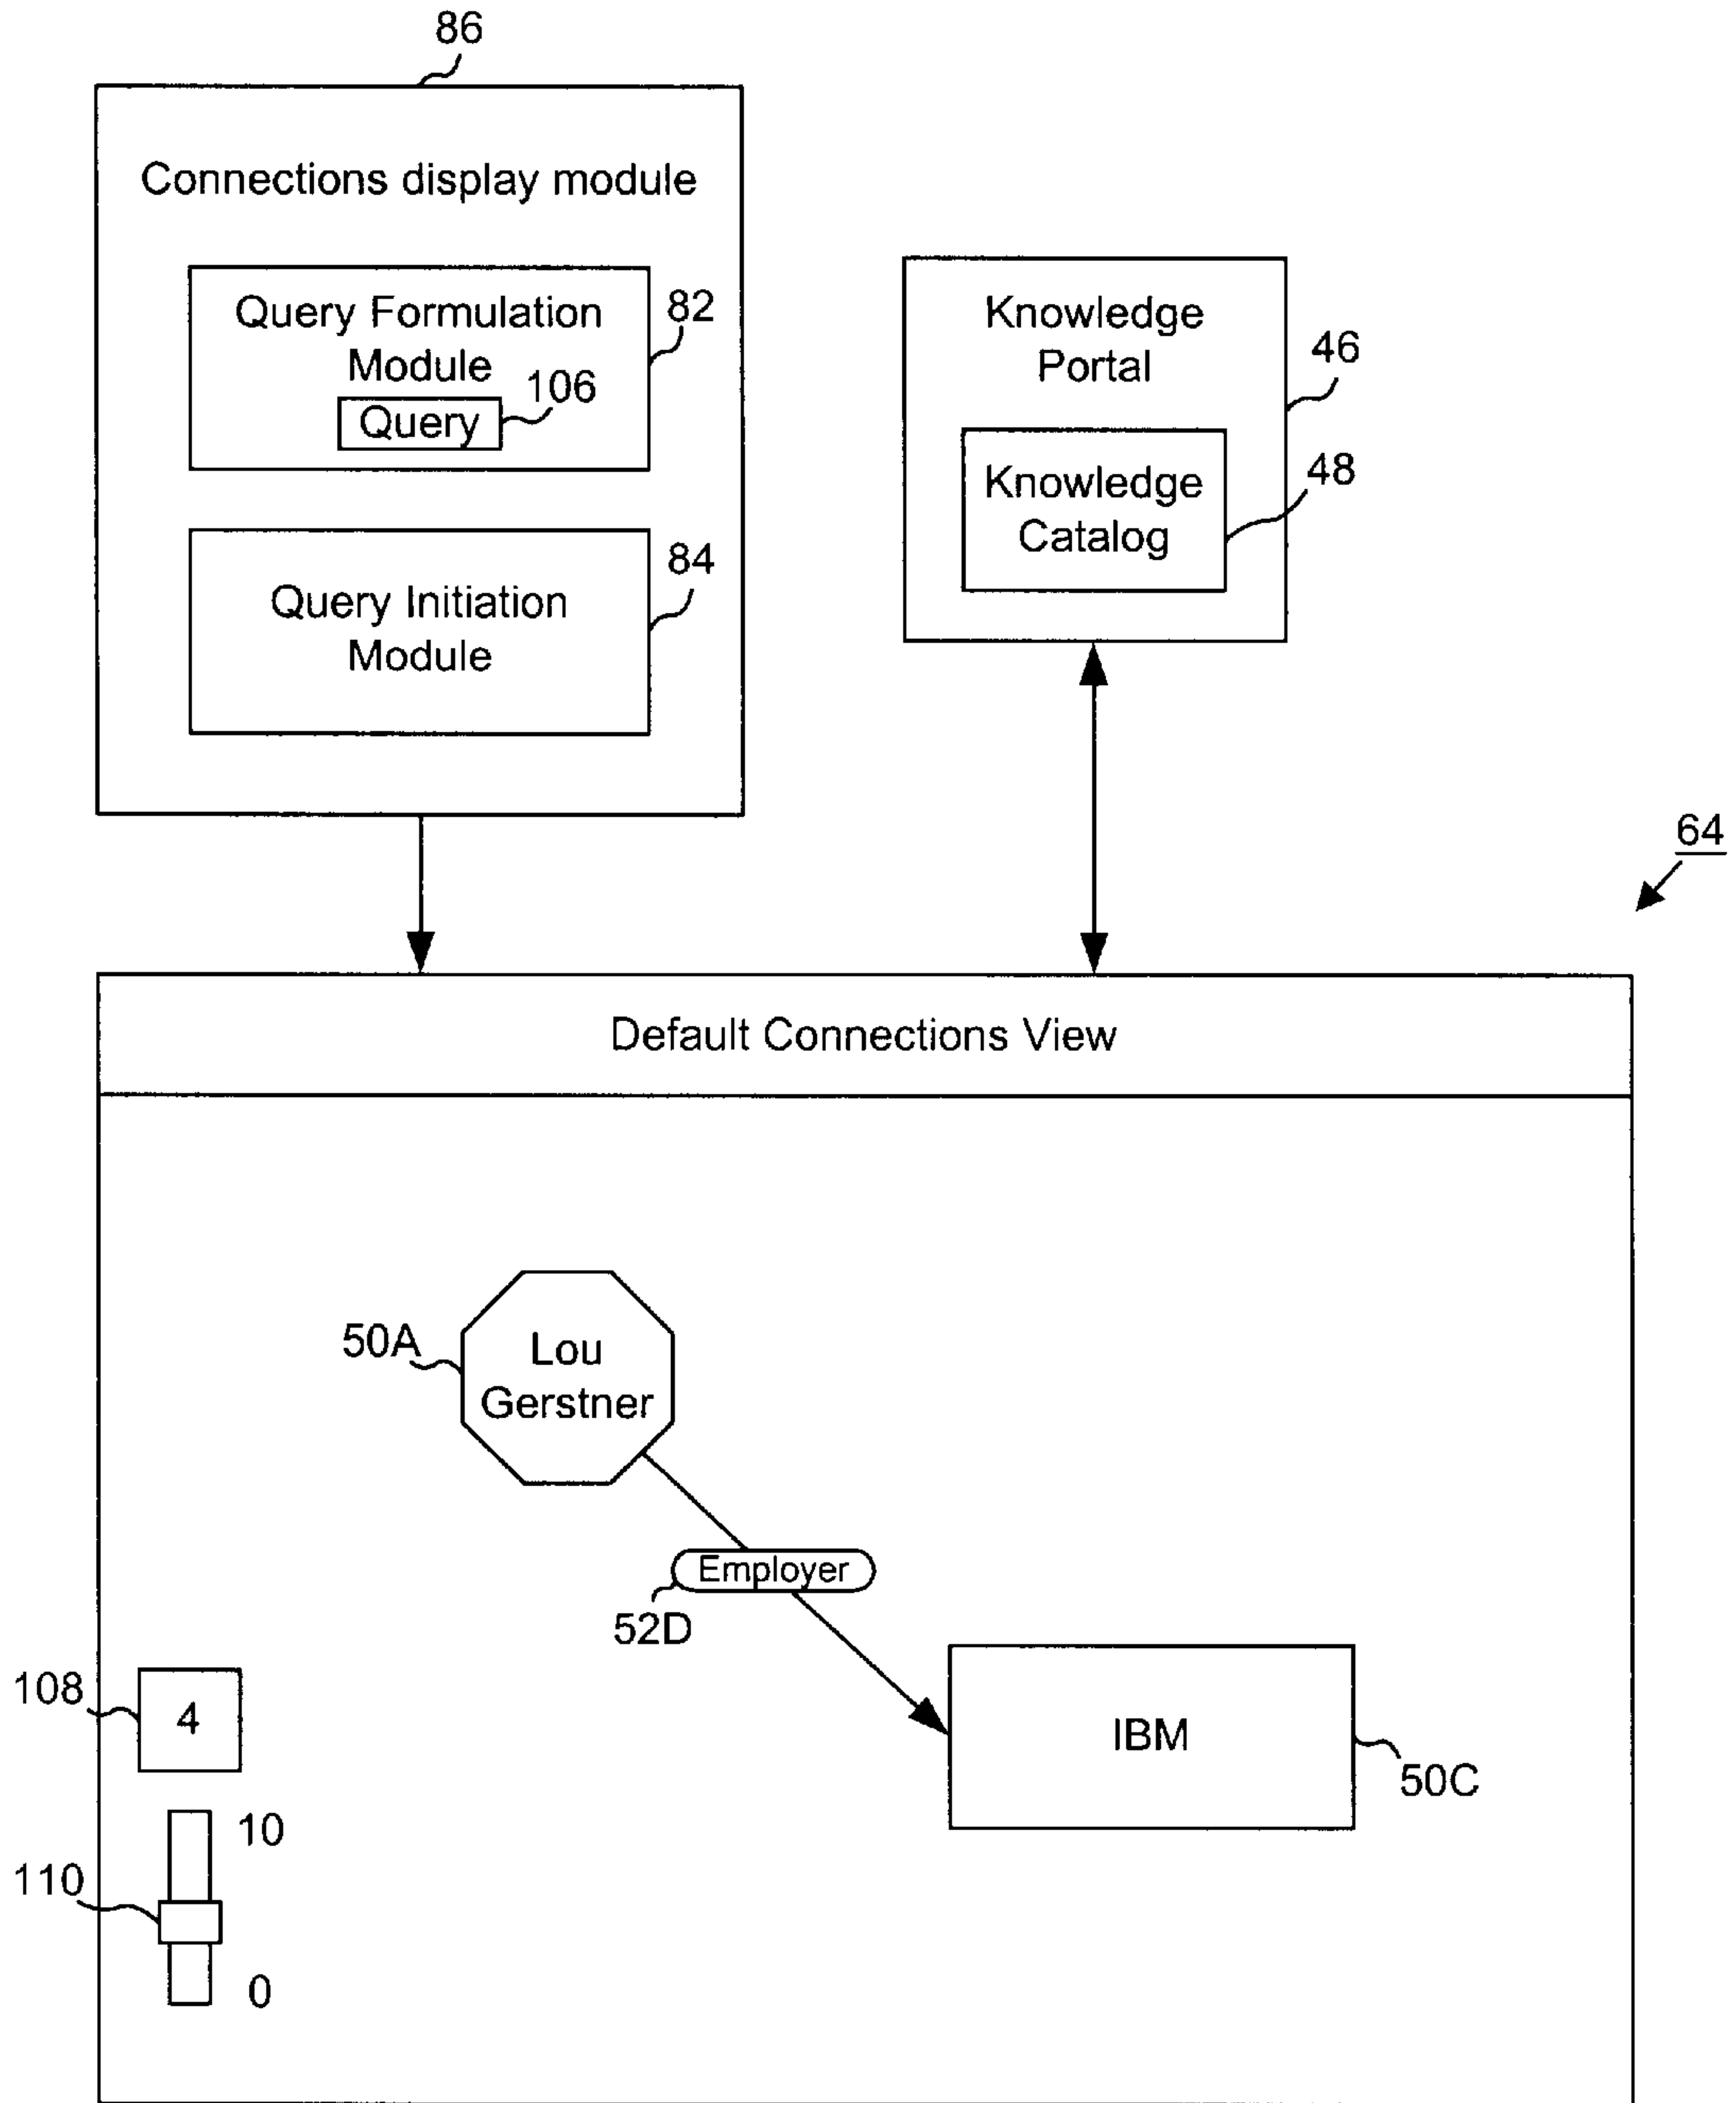 86
Connections display module
Query Formulation
Module
82
106
Query
Query Initiation
Module
84
Knowledge
Portal
46
Knowledge
Catalog
48
64
Default Connections View
50A
Lou
Gerstner
Employer
52D
IBM
50C
108
4
10
110
0